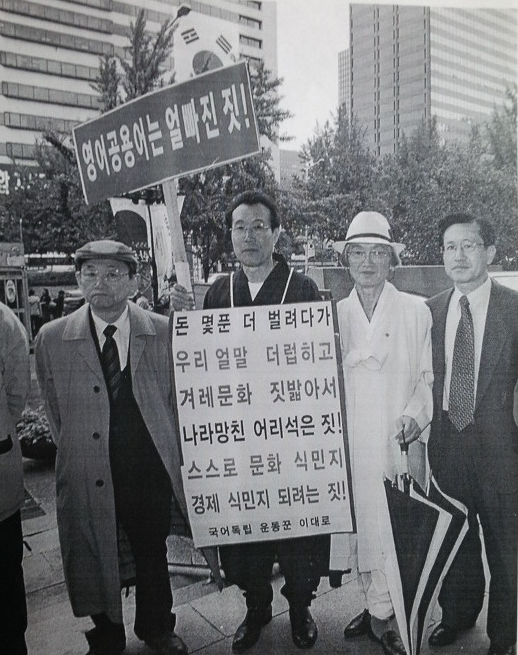 영어공용어는 얼빠진 짓!
돈 몇푼 더 벌려다가
우리 얼말 더럽히고
겨레문화 짓밟아서
나라망친 어리석은 짓!
스스로 문화 식민지
경제 식민지 되려는 짓!
국어독립 운동꾼 이대로